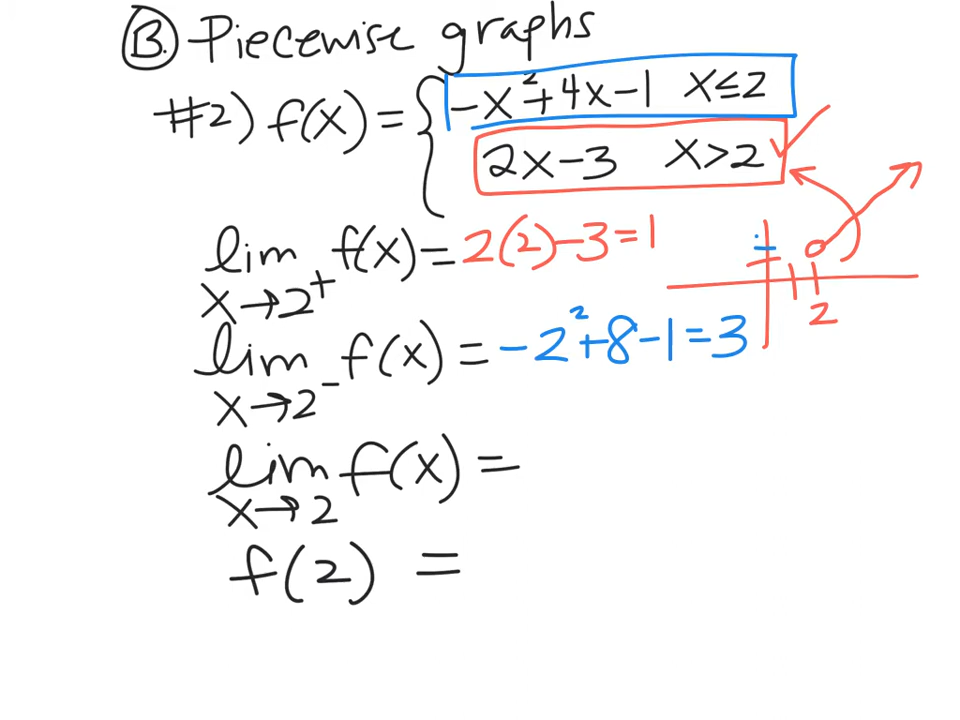 B. Piecewise graphs
#2) f(x) = { -x²+4x-1 x≤2
2x-3 x>2
lim f(x) = 2(2)-3=1
x→2⁺
2
lim f(x) = -2²+8-1=3
x→2⁻
lim f(x) =
x→2
f(2) =